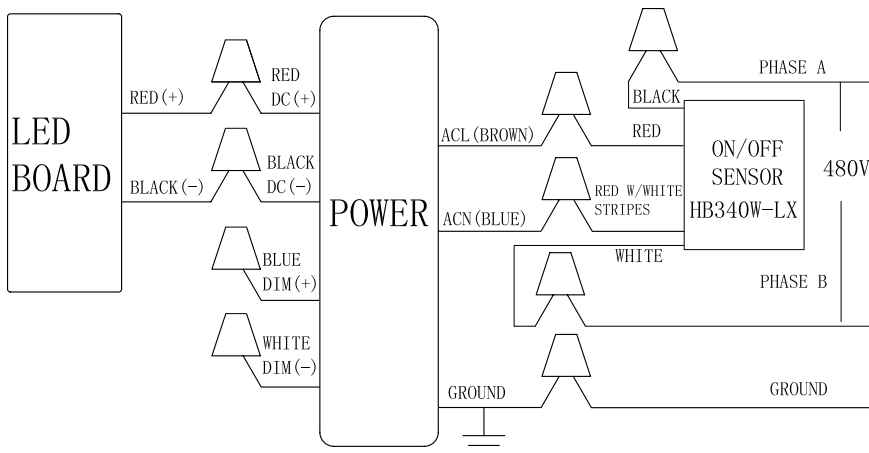 LED
BOARD
RED(+)
BLACK(-)
RED
DC(+)
BLACK
DC(-)
BLUE
DIM(+)
WHITE
DIM(-)
POWER
ACL(BROWN)
ACN(BLUE)
GROUND
RED
RED W/WHITE
STRIPES
BLACK
WHITE
ON/OFF
SENSOR
HB340W-LX
PHASE A
480V
PHASE B
GROUND